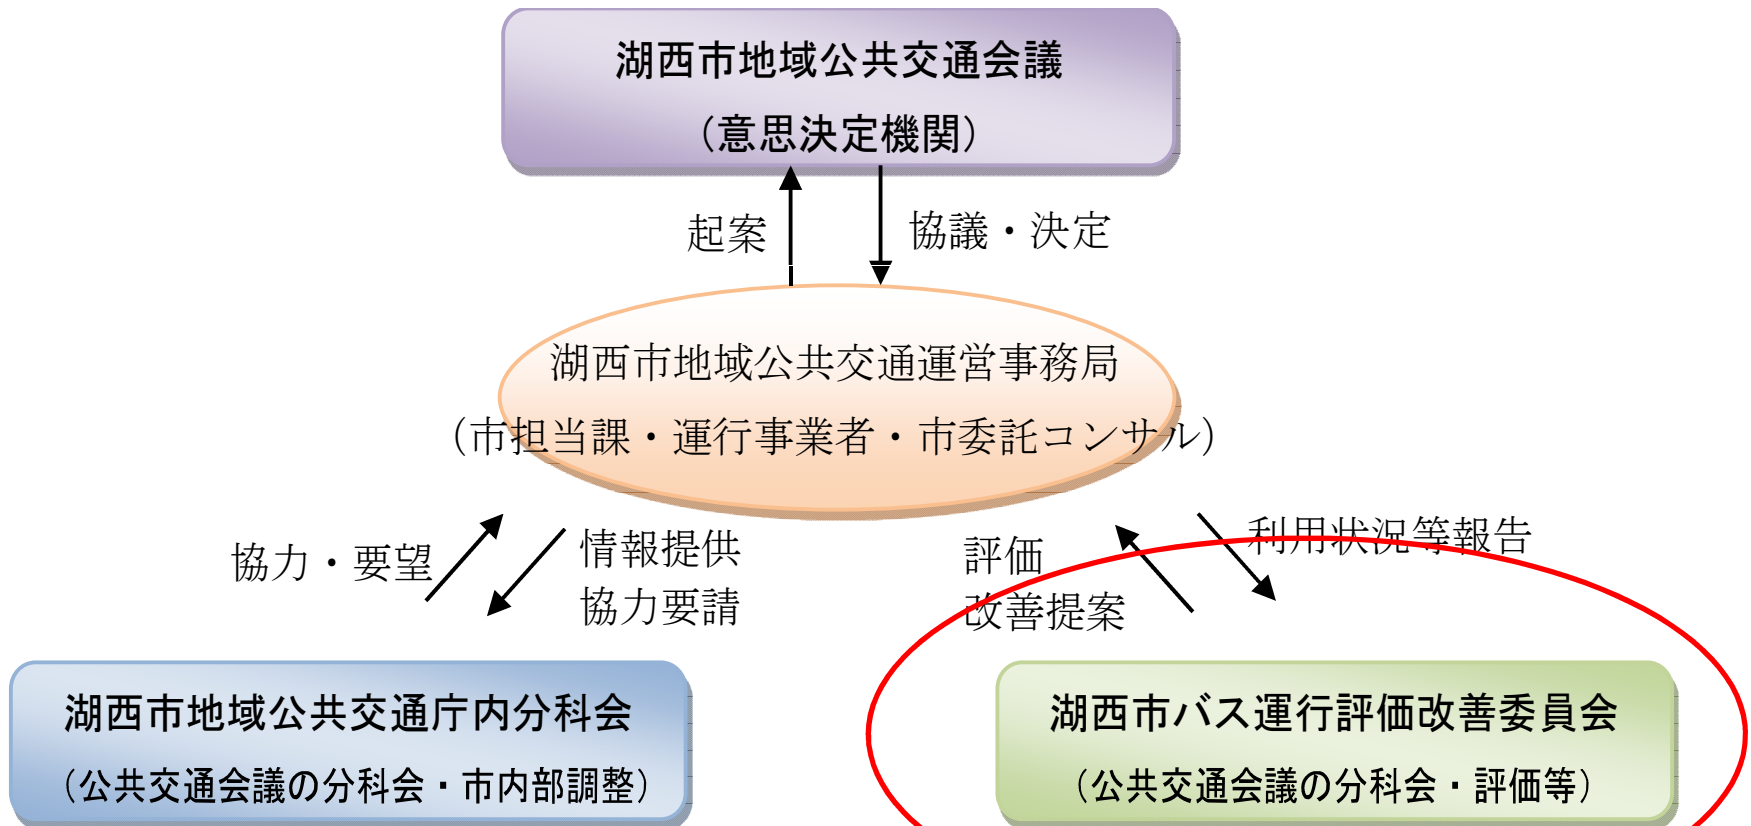 湖西市地域公共交通会議
（意思決定機関）
起案
協議・決定
湖西市地域公共交通運営事務局
（市担当課・運行事業者・市委託コンサル）
協力・要望
情報提供
協力要請
評価
改善提案
利用状況等報告
湖西市地域公共交通庁内分科会
（公共交通会議の分科会・市内部調整）
湖西市バス運行評価改善委員会
（公共交通会議の分科会・評価等）